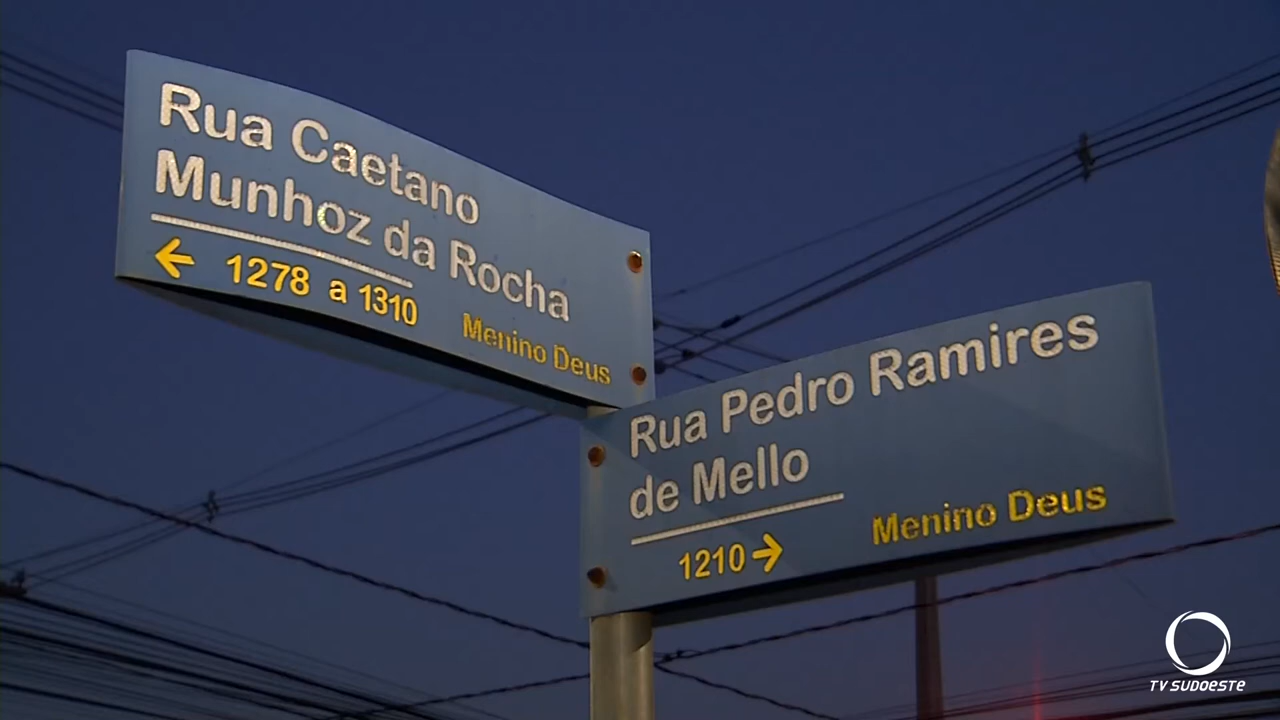 Rua Caetano
Munhoz da Rocha
← 1278 a 1310
Menino Deus
Rua Pedro Ramires
de Mello
1210 →
Menino Deus
TV SUDOESTE